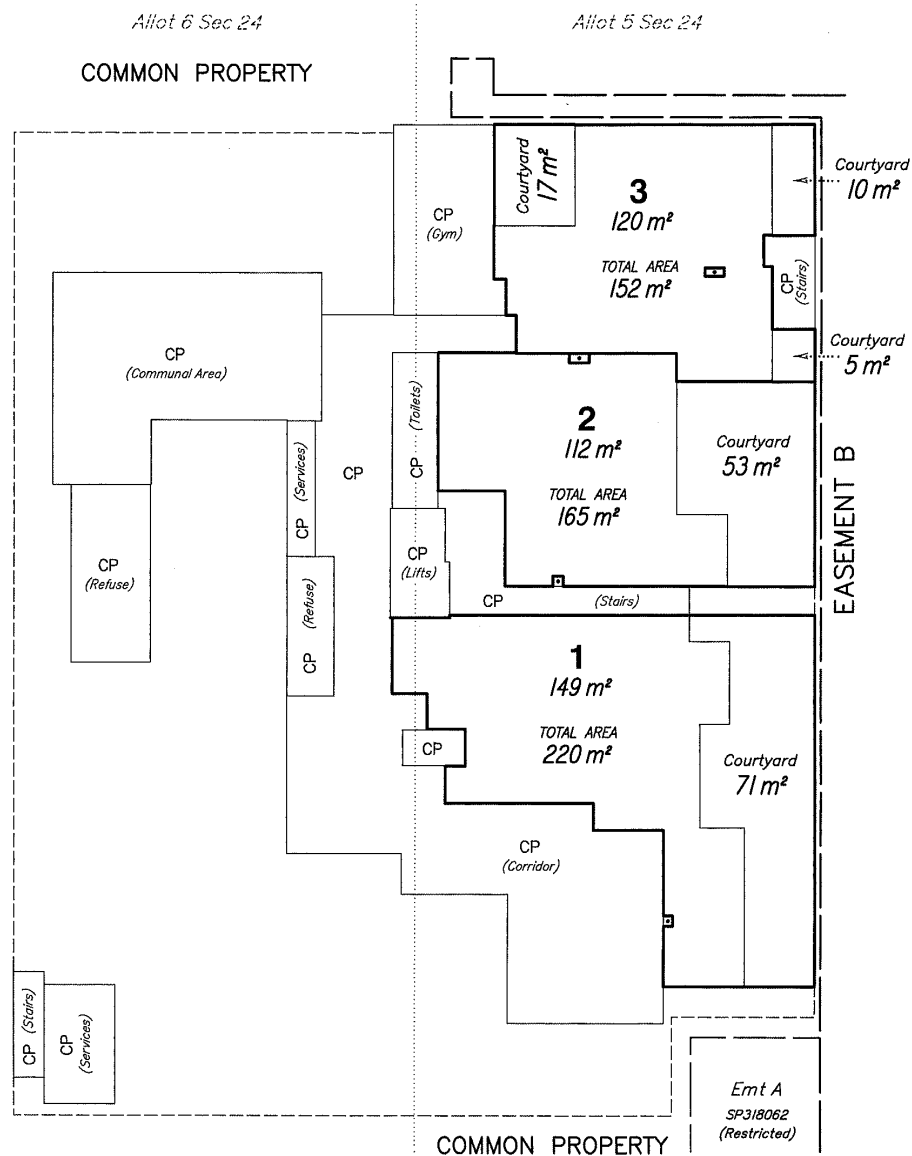 Allot 6 Sec 24
Allot 5 Sec 24
COMMON PROPERTY
Courtyard
17 m²
3
120 m²
TOTAL AREA
152 m²
Courtyard
10 m²
CP
(Gym)
CP
(Stairs)
Courtyard
5 m²
CP
(Communal Area)
CP (Toilets)
2
112 m²
TOTAL AREA
165 m²
Courtyard
53 m²
EASEMENT B
CP (Services)
CP
CP
(Refuse)
CP
(Lifts)
CP (Refuse)
CP (Stairs)
1
149 m²
TOTAL AREA
220 m²
CP
Courtyard
71 m²
CP
(Corridor)
CP (Stairs)
CP
(Services)
Emt A
SP318062
(Restricted)
COMMON PROPERTY